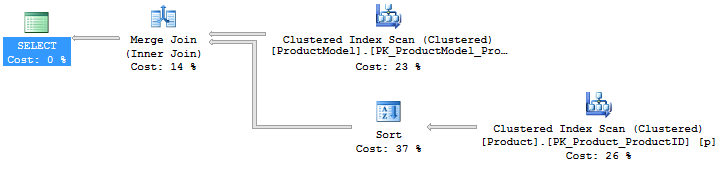 SELECT
Cost: 0 %
Merge Join
(Inner Join)
Cost: 14 %
Clustered Index Scan (Clustered)
[ProductModel].[PK_ProductModel_Pro…
Cost: 23 %
Sort
Cost: 37 %
Clustered Index Scan (Clustered)
[Product].[PK_Product_ProductID] [p]
Cost: 26 %